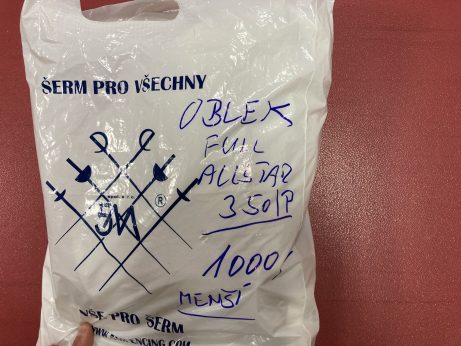 ŠERM PRO VŠECHNY
OBLEK
FULL
ALLSTAR
350/P
1000,-
MENŠÍ
®
VŠE PRO ŠERM